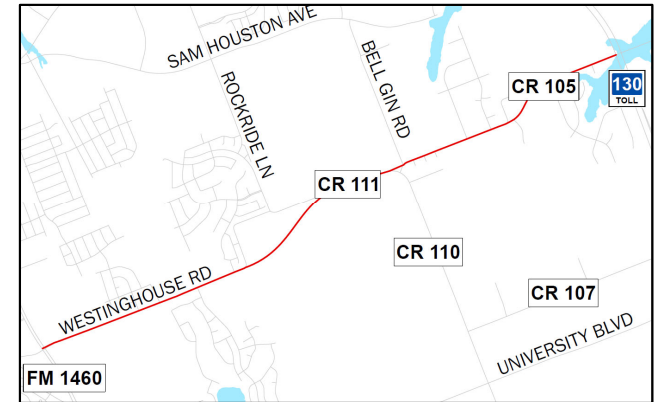 SAM HOUSTON AVE
ROCKRIDE LN
BELL GIN RD
CR 105
130
TOLL
CR 111
CR 110
CR 107
WESTINGHOUSE RD
UNIVERSITY BLVD
FM 1460